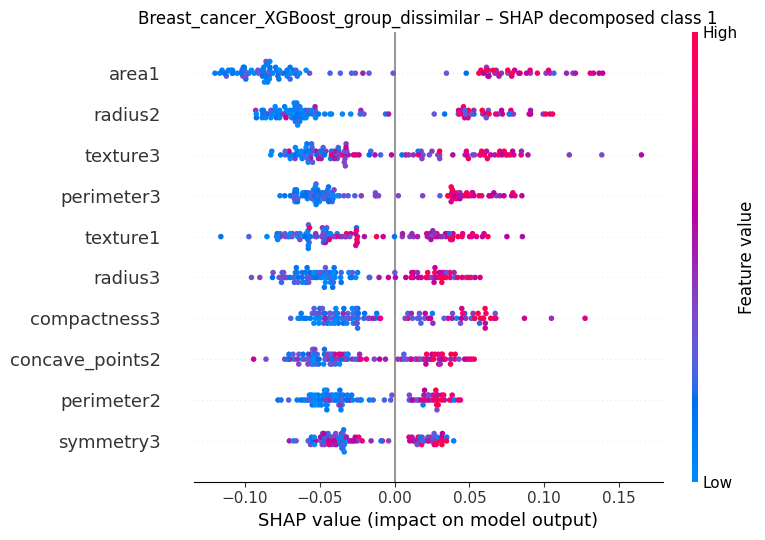 Breast_cancer_XGBoost_group_dissimilar – SHAP decomposed class 1
High
area1
radius2
texture3
perimeter3
texture1
radius3
compactness3
concave_points2
perimeter2
symmetry3
Feature value
Low
−0.10 −0.05 0.00 0.05 0.10 0.15
SHAP value (impact on model output)